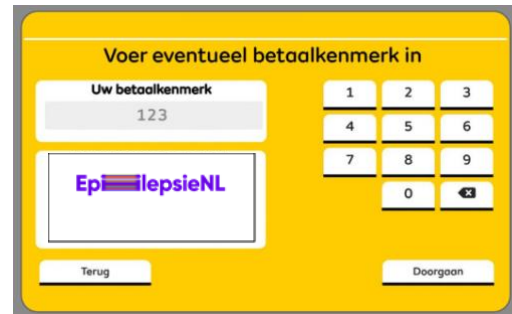 Voer eventueel betaalkenmerk in
Uw betaalkenmerk
123
1 2 3
4 5 6
7 8 9
0
EpilepsieNL
Terug
Doorgaan